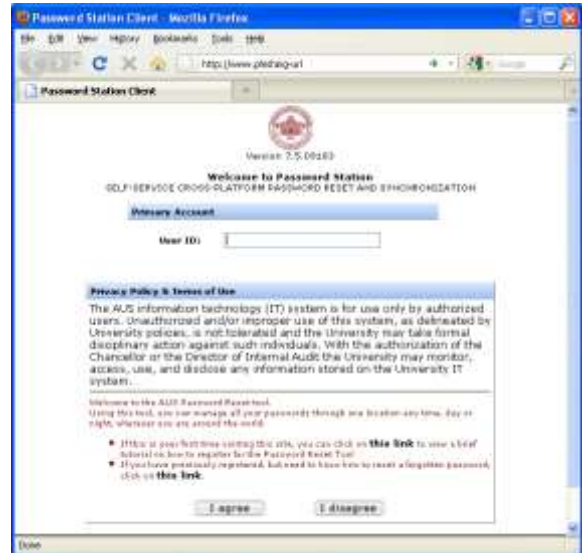 Password Station Client - Mozilla Firefox
File Edit View History Bookmarks Tools Help
http://www.phishing-url
Password Station Client
Version 7.5.09183
Welcome to Password Station
SELF-SERVICE CROSS-PLATFORM PASSWORD RESET AND SYNCHRONIZATION
Primary Account
User ID:
Privacy Policy & Terms of Use
The AUS information technology (IT) system is for use only by authorized
users. Unauthorized and/or improper use of this system, as delineated by
University policies, is not tolerated and the University may take formal
disciplinary action against such individuals. With the authorization of the
Chancellor or the Director of Internal Audit the University may monitor,
access, use, and disclose any information stored on the University IT
system.
Welcome to the AUS Password Reset tool.
Using this tool, you can manage all your passwords through one location any time, day or
night, wherever you are around the world.
If this is your first time visiting this site, you can click on this link to view a brief
tutorial on how to register for the Password Reset Tool
If you have previously registered, but need to know how to reset a forgotten password,
click on this link.
I agree I disagree
Done